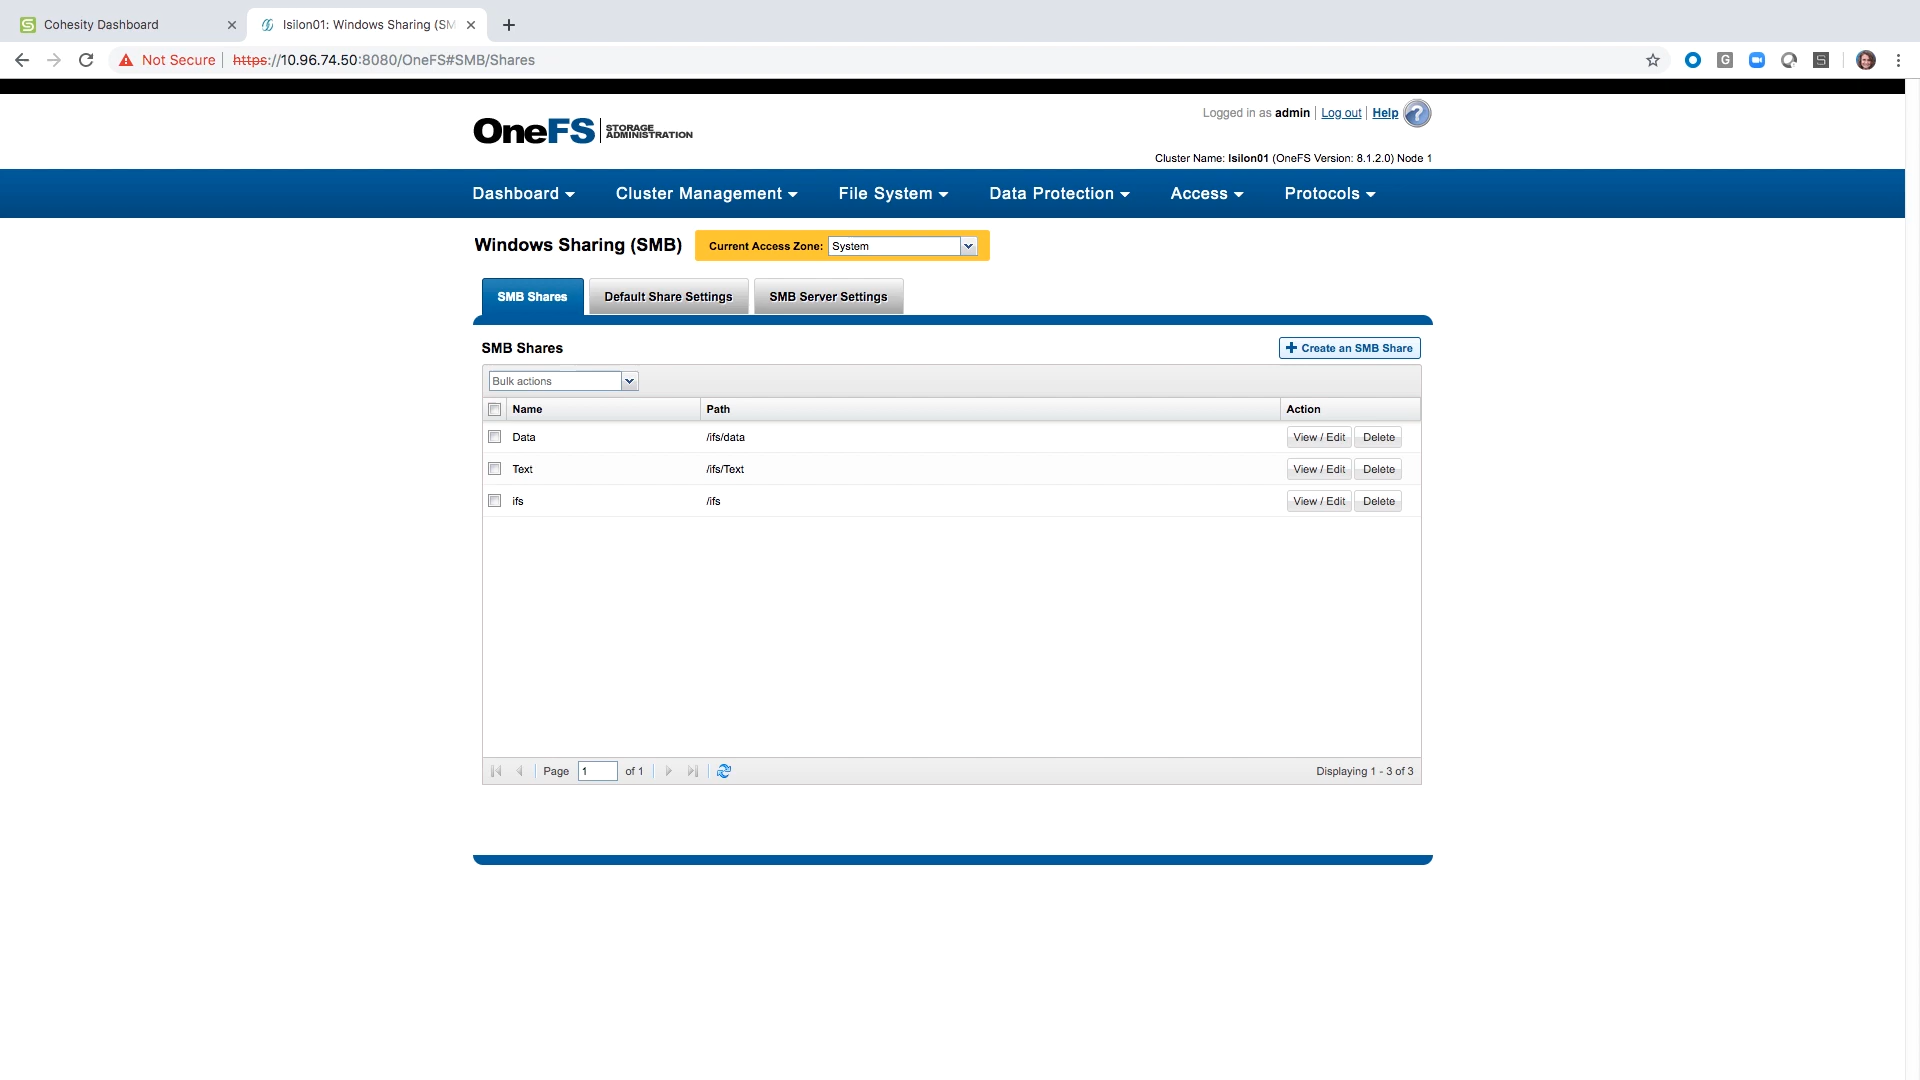 Cohesity Dashboard
Isilon01: Windows Sharing (SM
Not Secure https://10.96.74.50:8080/OneFS#SMB/Shares
Logged in as admin Log out Help
OneFS STORAGE ADMINISTRATION
Cluster Name: Isilon01 (OneFS Version: 8.1.2.0) Node 1
Dashboard Cluster Management File System Data Protection Access Protocols
Windows Sharing (SMB) Current Access Zone: System
SMB Shares Default Share Settings SMB Server Settings
SMB Shares Create an SMB Share
Bulk actions
Name Path Action
Data /ifs/data View / Edit Delete
Text /ifs/Text View / Edit Delete
ifs /ifs View / Edit Delete
Page 1 of 1 Displaying 1 - 3 of 3